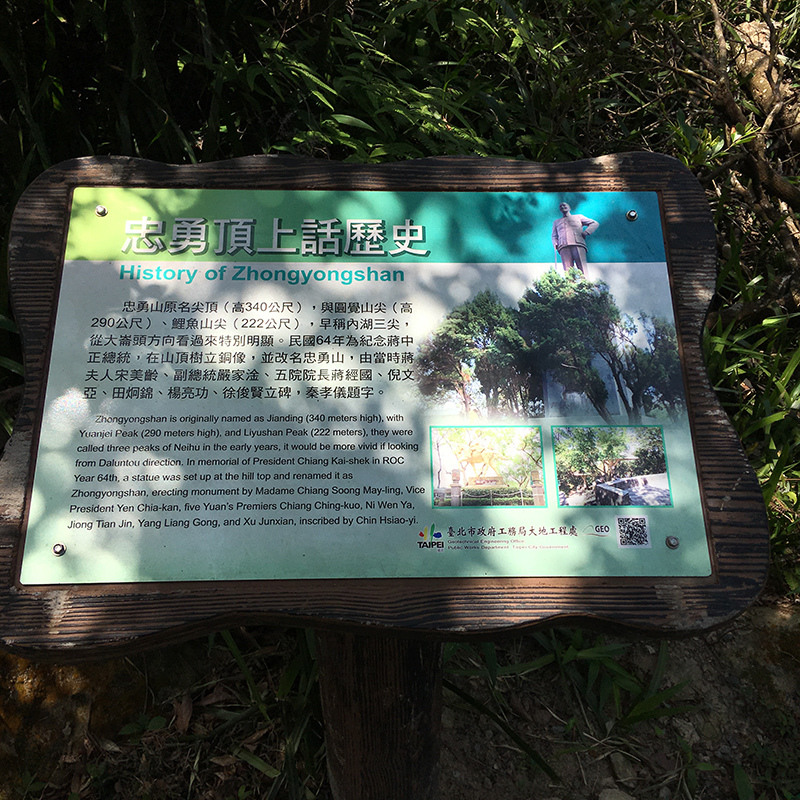 忠勇頂上話歷史
History of Zhongyongshan
忠勇山原名尖頂（高340公尺），與圓覺山尖（高
290公尺）、鯉魚山尖（222公尺），早稱內湖三尖，
從大崙頭方向看過來特別明顯。民國64年為紀念蔣中
正總統，在山頂樹立銅像，並改名忠勇山，由當時蔣
夫人宋美齡、副總統嚴家淦、五院院長蔣經國、倪文
亞、田炯錦、楊亮功、徐俊賢立碑，秦孝儀題字。
Zhongyongshan is originally named as Jianding (340 meters high), with
Yuanjei Peak (290 meters high), and Liyushan Peak (222 meters), they were
called three peaks of Neihu in the early years, it would be more vivid if looking
from Daluntou direction. In memorial of President Chiang Kai-shek in ROC
Year 64th, a statue was set up at the hill top and renamed it as
Zhongyongshan, erecting monument by Madame Chiang Soong May-ling, Vice
President Yen Chia-kan, five Yuan's Premiers Chiang Ching-kuo, Ni Wen Ya,
Jiong Tian Jin, Yang Liang Gong, and Xu Junxian, inscribed by Chin Hsiao-yi.
TAIPEI
臺北市政府工務局大地工程處 GEO
Geotechnical Engineering Office
Public Works Department, Taipei City Government